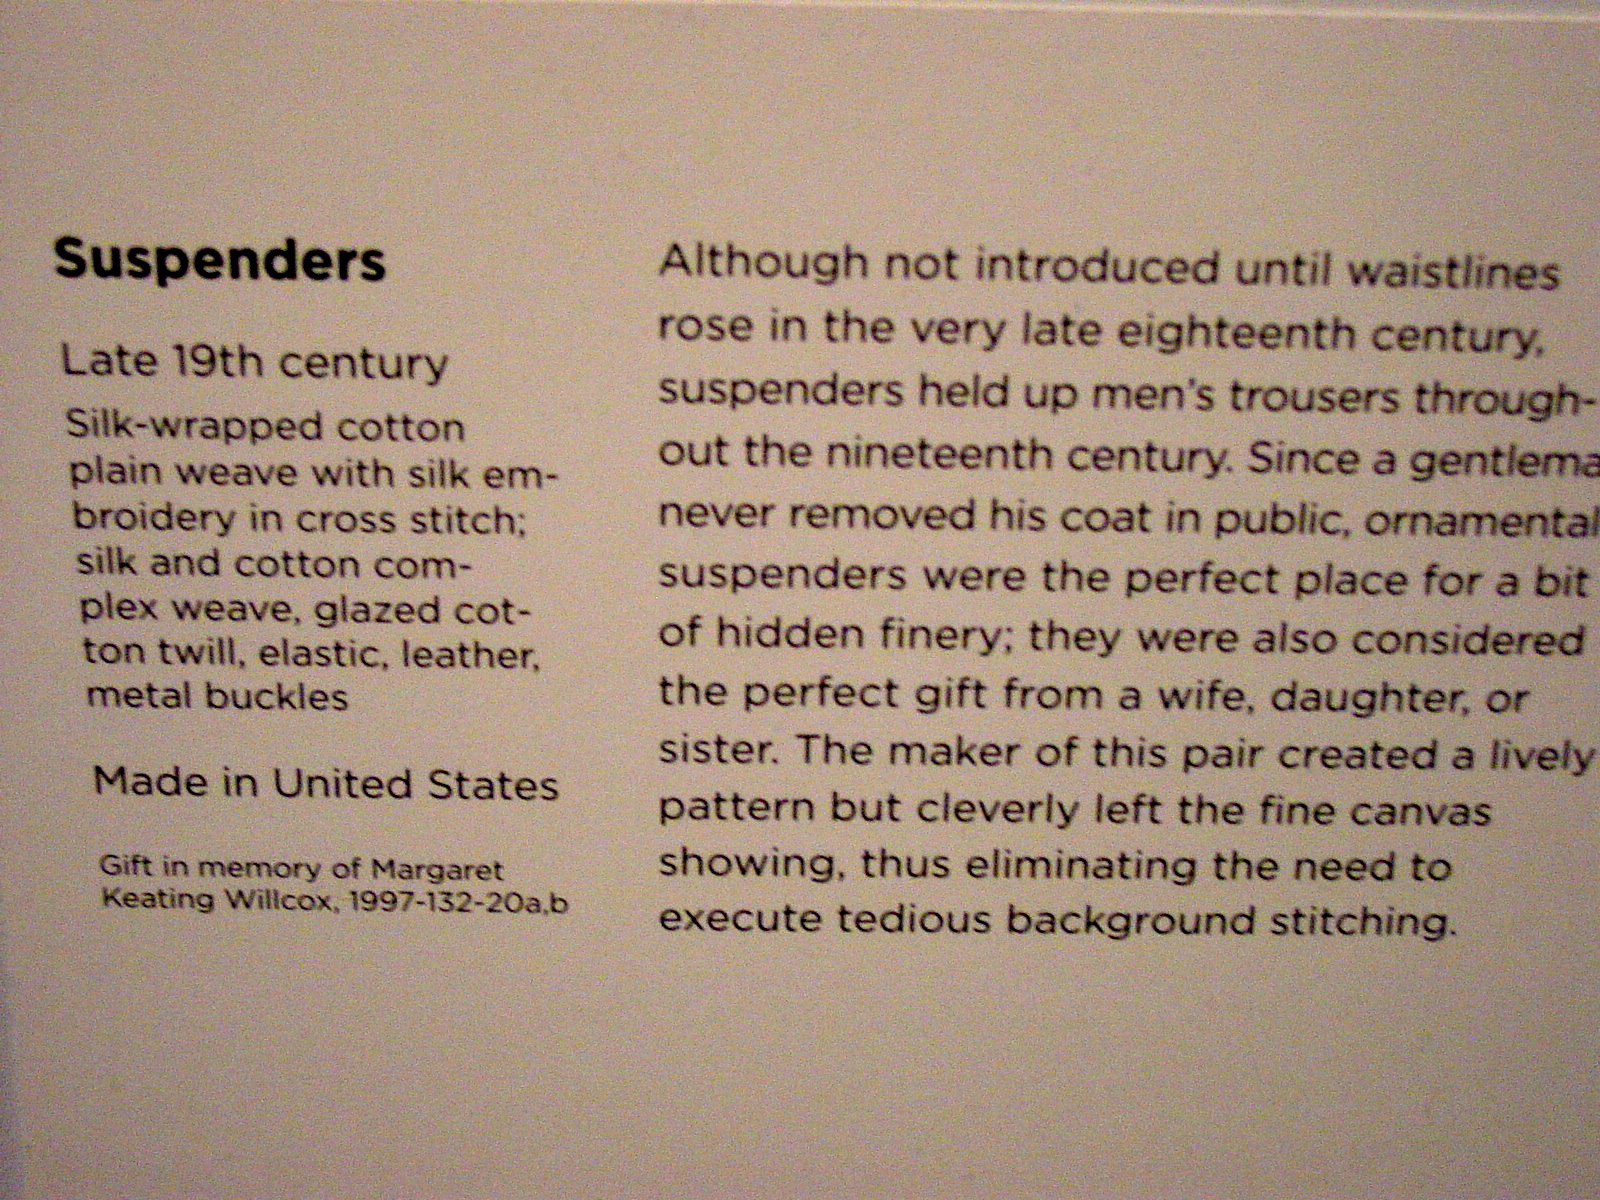 Suspenders
Late 19th century
Silk-wrapped cotton
plain weave with silk em-
broidery in cross stitch;
silk and cotton com-
plex weave, glazed cot-
ton twill, elastic, leather,
metal buckles
Made in United States
Gift in memory of Margaret
Keating Willcox, 1997-132-20a,b
Although not introduced until waistlines
rose in the very late eighteenth century,
suspenders held up men's trousers through-
out the nineteenth century. Since a gentlema
never removed his coat in public, ornamental
suspenders were the perfect place for a bit
of hidden finery; they were also considered
the perfect gift from a wife, daughter, or
sister. The maker of this pair created a lively
pattern but cleverly left the fine canvas
showing, thus eliminating the need to
execute tedious background stitching.